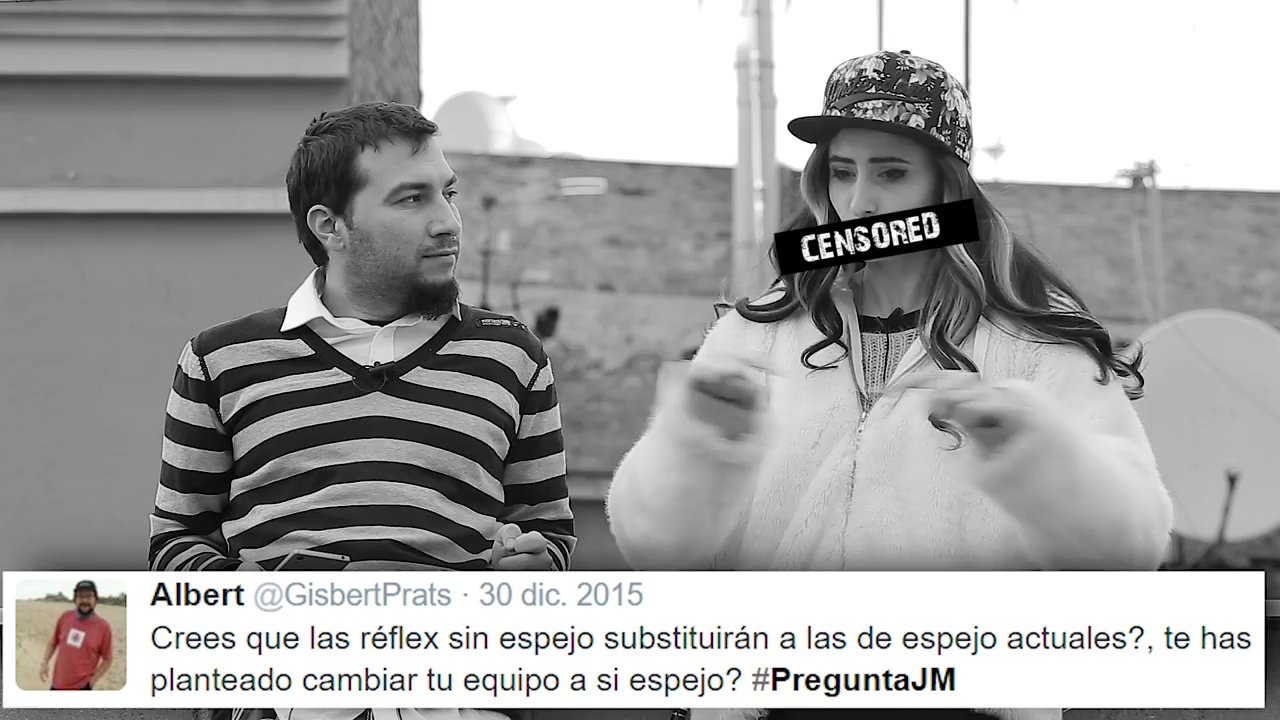 CENSORED
Albert @GisbertPrats · 30 dic. 2015
Crees que las réflex sin espejo substituirán a las de espejo actuales?, te has
planteado cambiar tu equipo a si espejo? #PreguntaJM